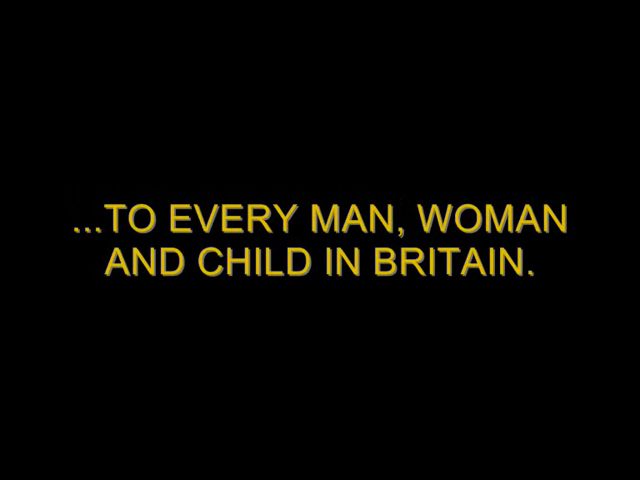 ...TO EVERY MAN, WOMAN
AND CHILD IN BRITAIN.